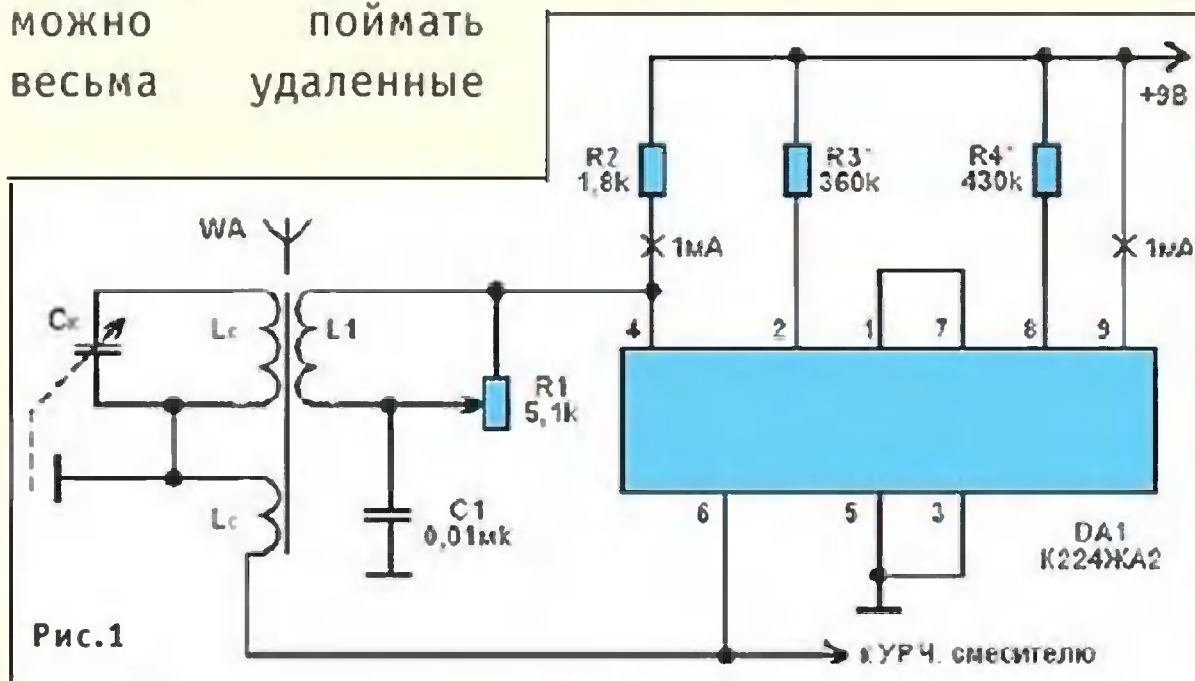 можно поймать
весьма удаленные
+9В
R2
1,8k
R3*
360k
R4*
430k
WA
1мА
1мА
Cк
Lc
L1
4
2
1
7
8
9
R1
5,1k
Lc
C1
0,01мк
6
5
3
DA1
К224ЖА2
Рис.1
к УРЧ, смесителю